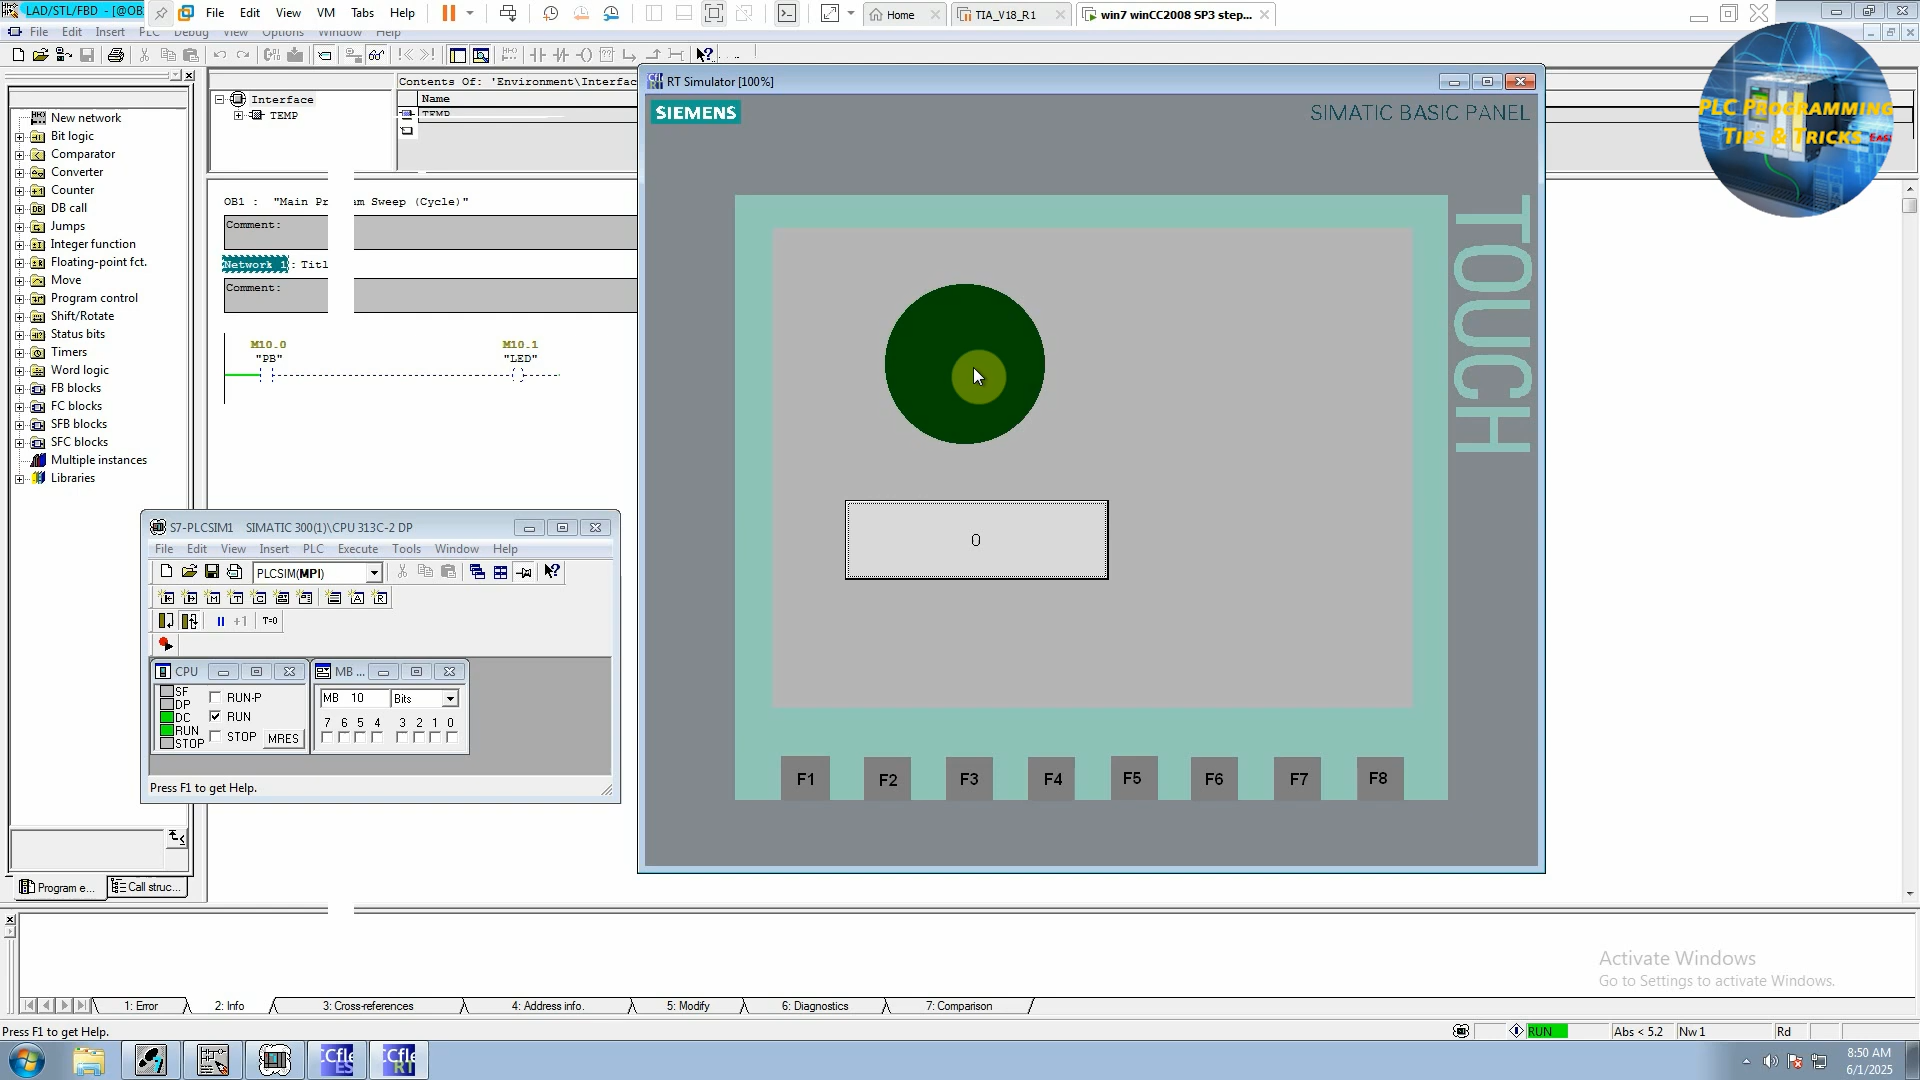 LAD/STL/FBD - [@OB
File Edit View VM Tabs Help
Home
TIA_V18_R1
win7 winCC2008 SP3 step...
File Edit Insert PLC Debug View Options Window Help
Contents Of: 'Environment\Interfac
Interface
TEMP
Name
TEMP
New network
Bit logic
Comparator
Converter
Counter
DB call
Jumps
Integer function
Floating-point fct.
Move
Program control
Shift/Rotate
Status bits
Timers
Word logic
FB blocks
FC blocks
SFB blocks
SFC blocks
Multiple instances
Libraries
Program e...
Call struc...
OB1 : "Main Pr am Sweep (Cycle)"
Comment:
Network 1: Titl
Comment:
M10.0
"PB"
M10.1
"LED"
S7-PLCSIM1 SIMATIC 300(1)\CPU 313C-2 DP
File Edit View Insert PLC Execute Tools Window Help
PLCSIM(MPI)
+1 T=0
CPU
SF
DP
DC
RUN
STOP
RUN-P
RUN
STOP
MRES
MB ...
MB 10 Bits
7 6 5 4 3 2 1 0
Press F1 to get Help.
RT Simulator [100%]
SIEMENS
SIMATIC BASIC PANEL
TOUCH
0
F1 F2 F3 F4 F5 F6 F7 F8
PLC PROGRAMMING
TIPS & TRICKS EASY
Activate Windows
Go to Settings to activate Windows.
1: Error 2: Info 3: Cross-references 4: Address info. 5: Modify 6: Diagnostics 7: Comparison
Press F1 to get Help.
RUN
Abs < 5.2
Nw 1
Rd
8:50 AM
6/1/2025